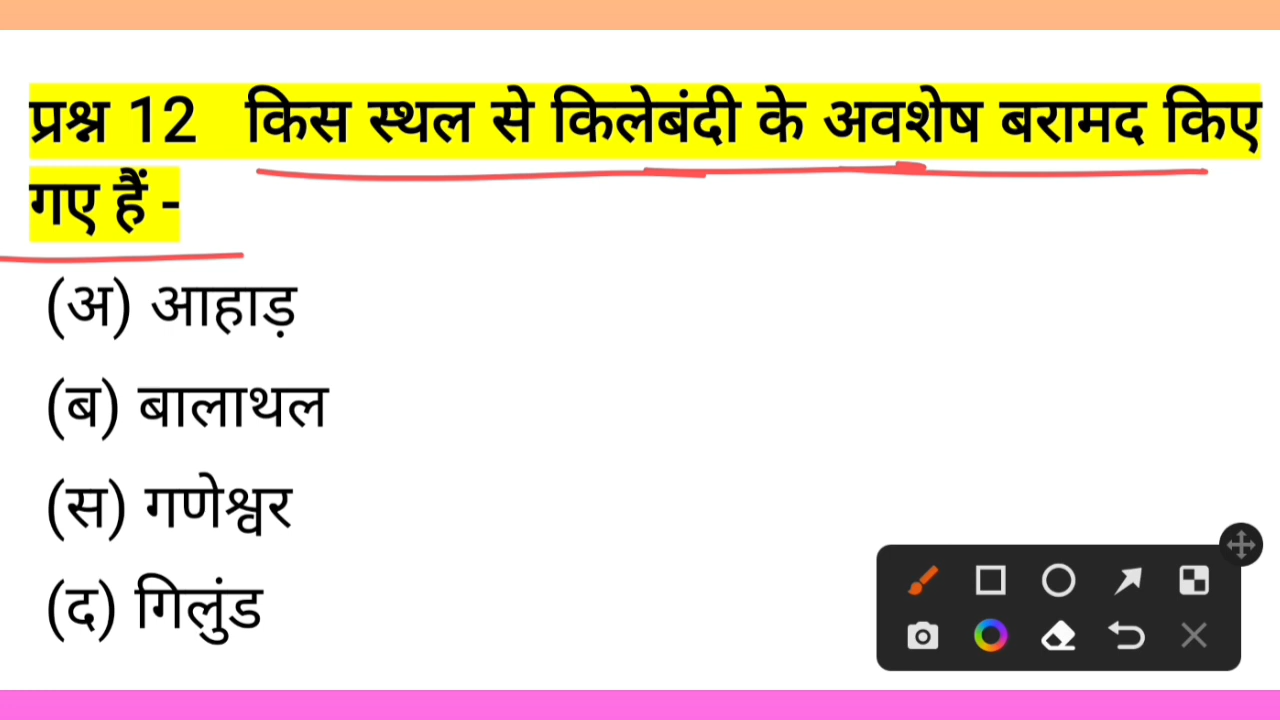 प्रश्न 12 किस स्थल से किलेबंदी के अवशेष बरामद किए
गए हैं -
(अ) आहाड़
(ब) बालाथल
(स) गणेश्वर
(द) गिलुंड